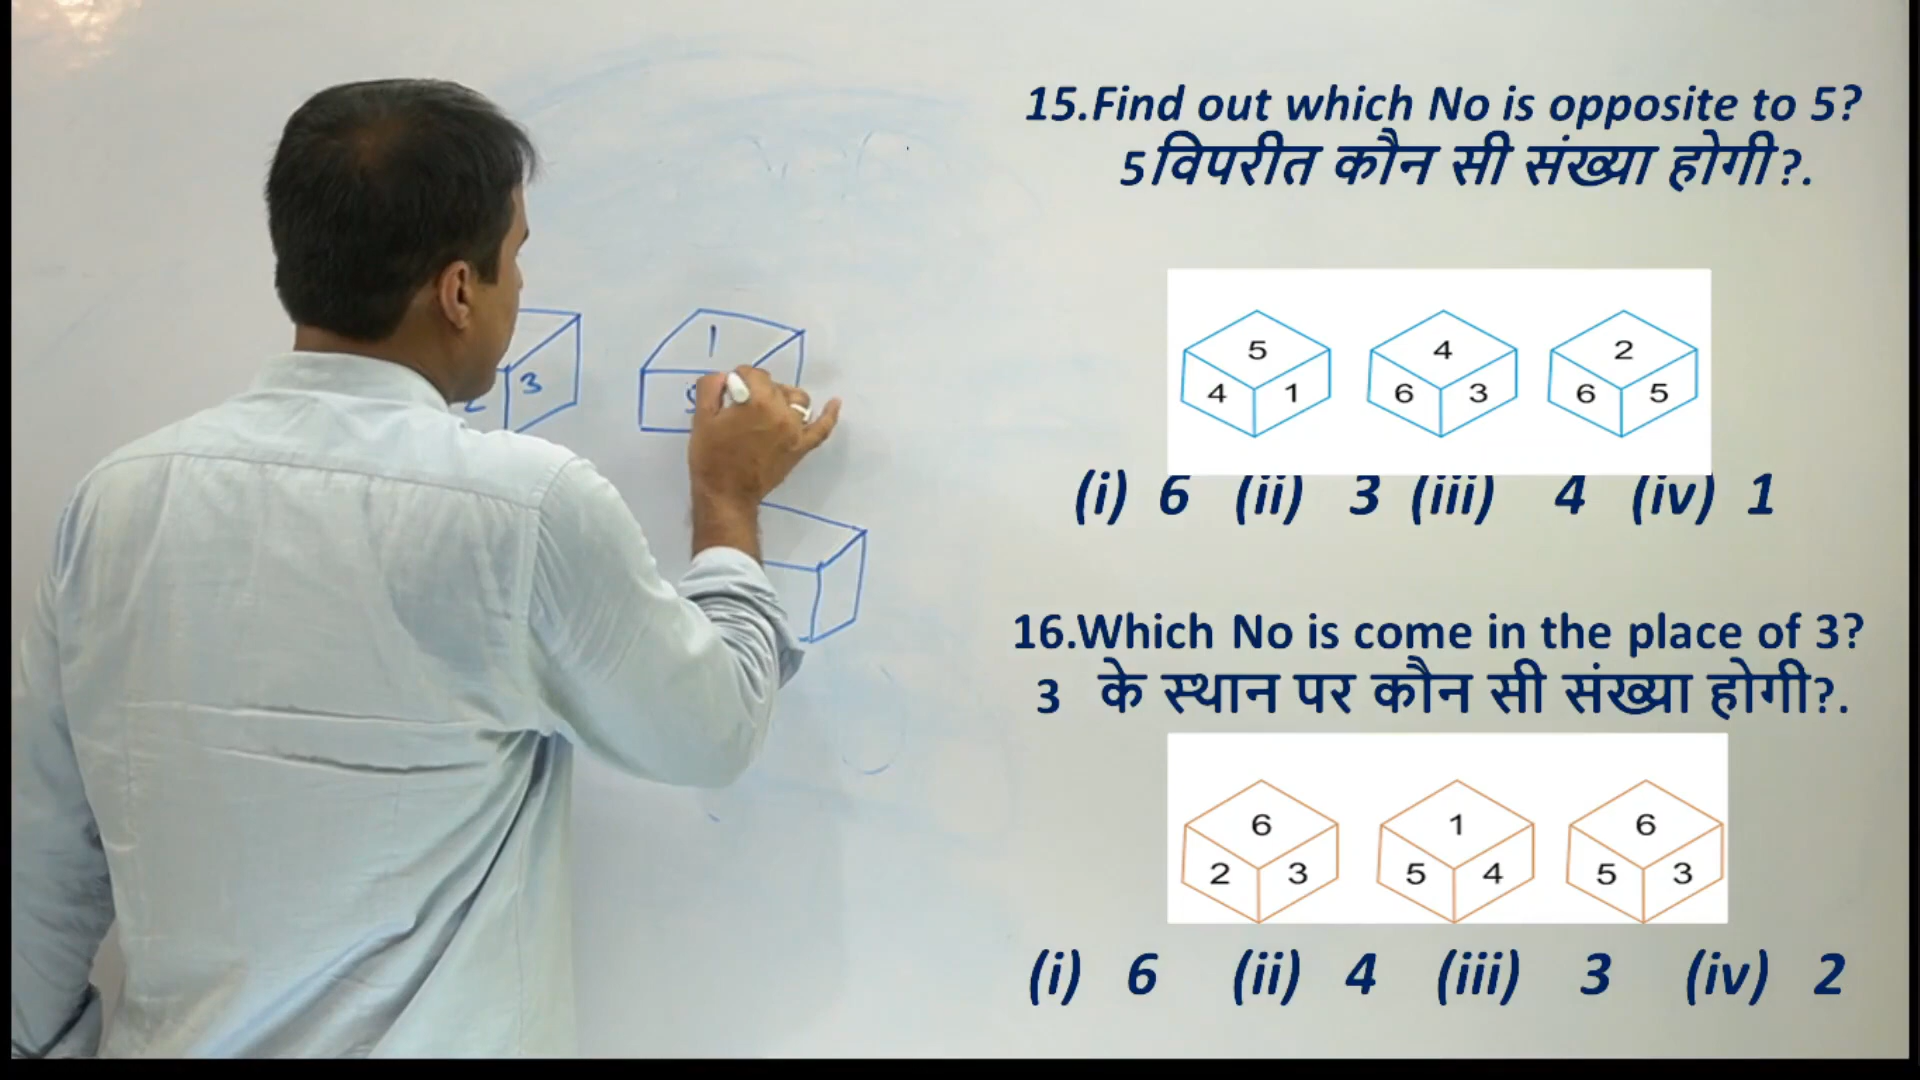 15.Find out which No is opposite to 5?
5विपरीत कौन सी संख्या होगी?.
5
4 1
4
6 3
2
6 5
(i) 6 (ii) 3 (iii) 4 (iv) 1
16.Which No is come in the place of 3?
3 के स्थान पर कौन सी संख्या होगी?.
6
2 3
1
5 4
6
5 3
(i) 6 (ii) 4 (iii) 3 (iv) 2
3
1